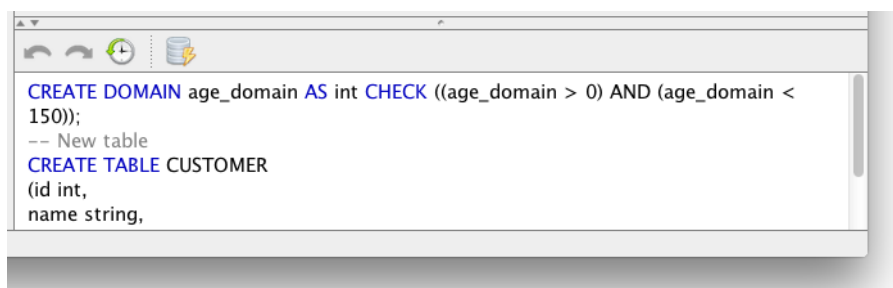 CREATE DOMAIN age_domain AS int CHECK ((age_domain > 0) AND (age_domain <
150));
-- New table
CREATE TABLE CUSTOMER
(id int,
name string,